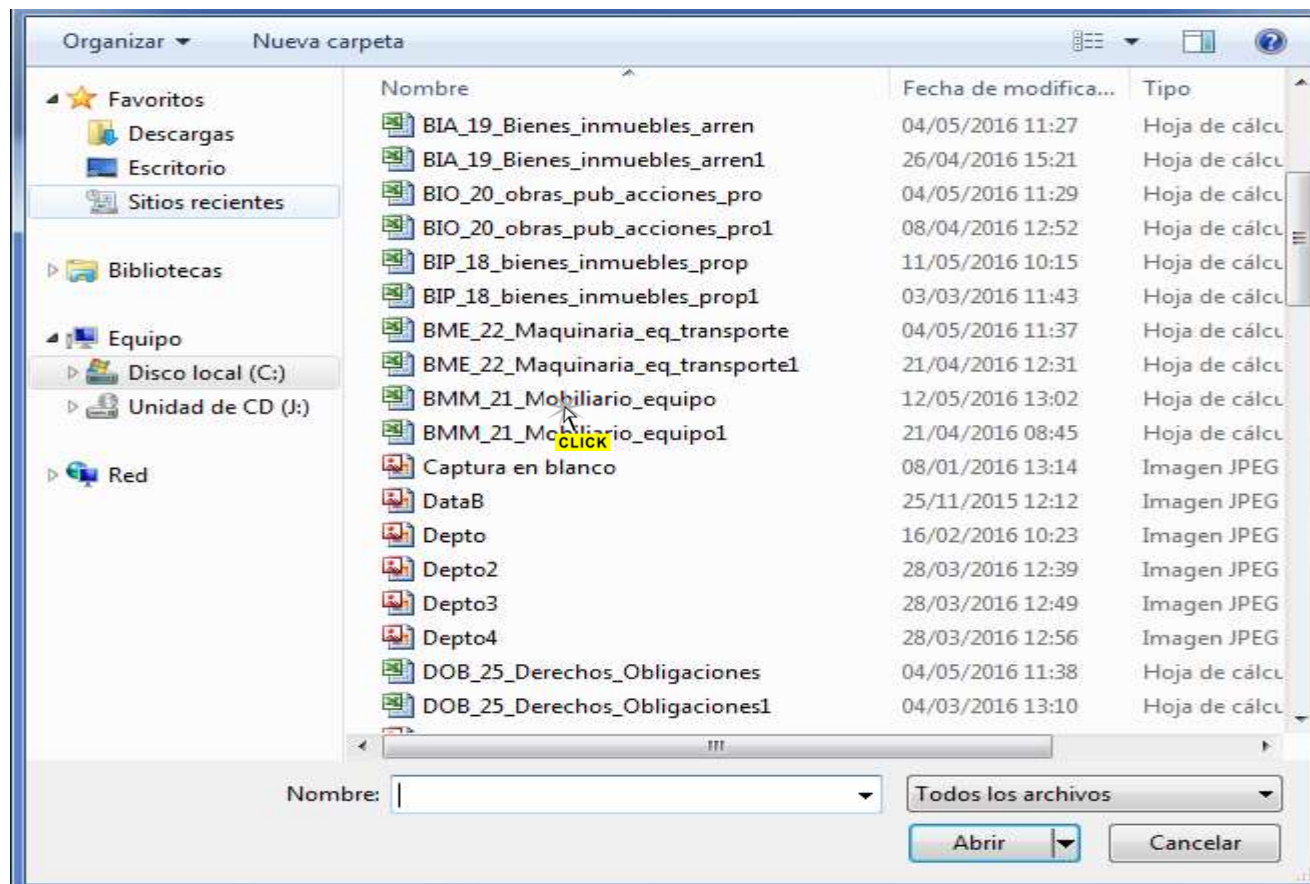 Organizar Nueva carpeta
Favoritos
Descargas
Escritorio
Sitios recientes
Bibliotecas
Equipo
Disco local (C:)
Unidad de CD (J:)
Red
Nombre Fecha de modifica... Tipo
BIA_19_Bienes_inmuebles_arren 04/05/2016 11:27 Hoja de cálcu
BIA_19_Bienes_inmuebles_arren1 26/04/2016 15:21 Hoja de cálcu
BIO_20_obras_pub_acciones_pro 04/05/2016 11:29 Hoja de cálcu
BIO_20_obras_pub_acciones_pro1 08/04/2016 12:52 Hoja de cálcu
BIP_18_bienes_inmuebles_prop 11/05/2016 10:15 Hoja de cálcu
BIP_18_bienes_inmuebles_prop1 03/03/2016 11:43 Hoja de cálcu
BME_22_Maquinaria_eq_transporte 04/05/2016 11:37 Hoja de cálcu
BME_22_Maquinaria_eq_transporte1 21/04/2016 12:31 Hoja de cálcu
BMM_21_Mobiliario_equipo 12/05/2016 13:02 Hoja de cálcu
BMM_21_Mobiliario_equipo1 21/04/2016 08:45 Hoja de cálcu
CLICK
Captura en blanco 08/01/2016 13:14 Imagen JPEG
DataB 25/11/2015 12:12 Imagen JPEG
Depto 16/02/2016 10:23 Imagen JPEG
Depto2 28/03/2016 12:39 Imagen JPEG
Depto3 28/03/2016 12:49 Imagen JPEG
Depto4 28/03/2016 12:56 Imagen JPEG
DOB_25_Derechos_Obligaciones 04/05/2016 11:38 Hoja de cálcu
DOB_25_Derechos_Obligaciones1 04/03/2016 13:10 Hoja de cálcu
Nombre: Todos los archivos
Abrir Cancelar